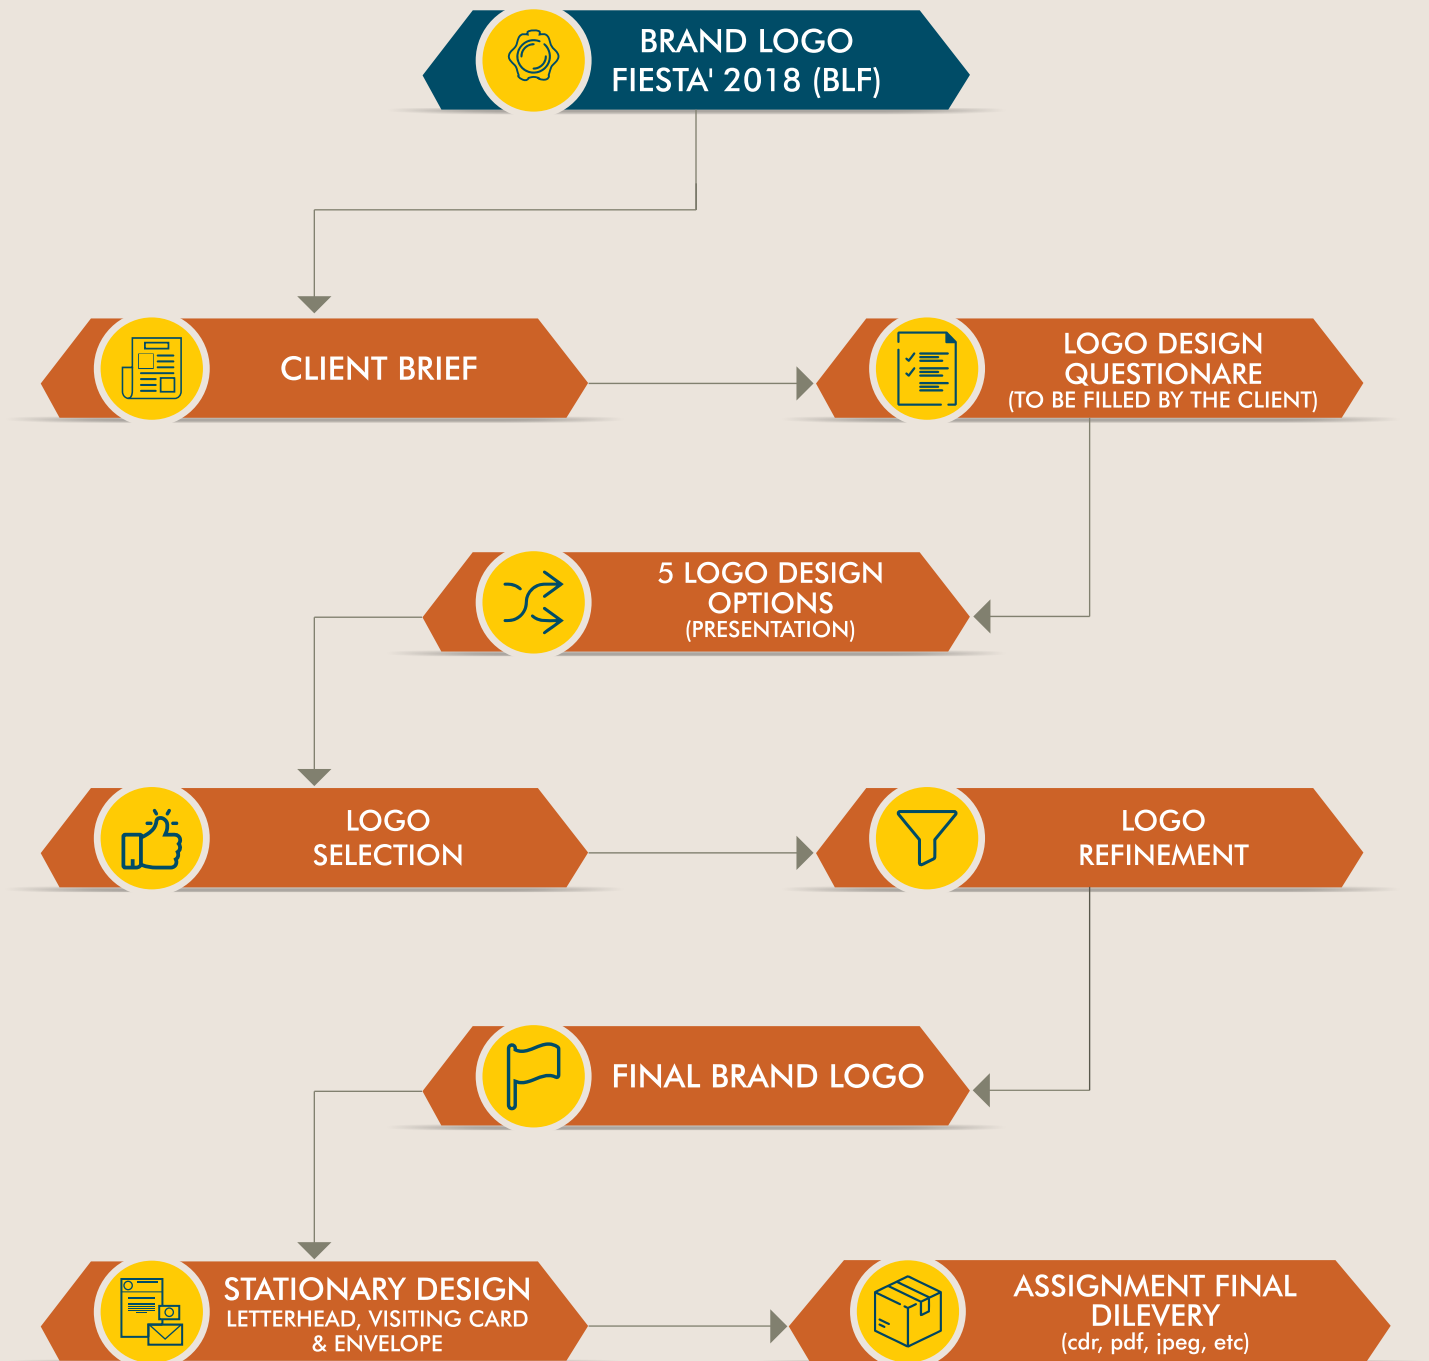 BRAND LOGO
FIESTA' 2018 (BLF)
CLIENT BRIEF
LOGO DESIGN
QUESTIONARE
(TO BE FILLED BY THE CLIENT)
5 LOGO DESIGN
OPTIONS
(PRESENTATION)
LOGO
SELECTION
LOGO
REFINEMENT
FINAL BRAND LOGO
STATIONARY DESIGN
LETTERHEAD, VISITING CARD
& ENVELOPE
ASSIGNMENT FINAL
DILEVERY
(cdr, pdf, jpeg, etc)